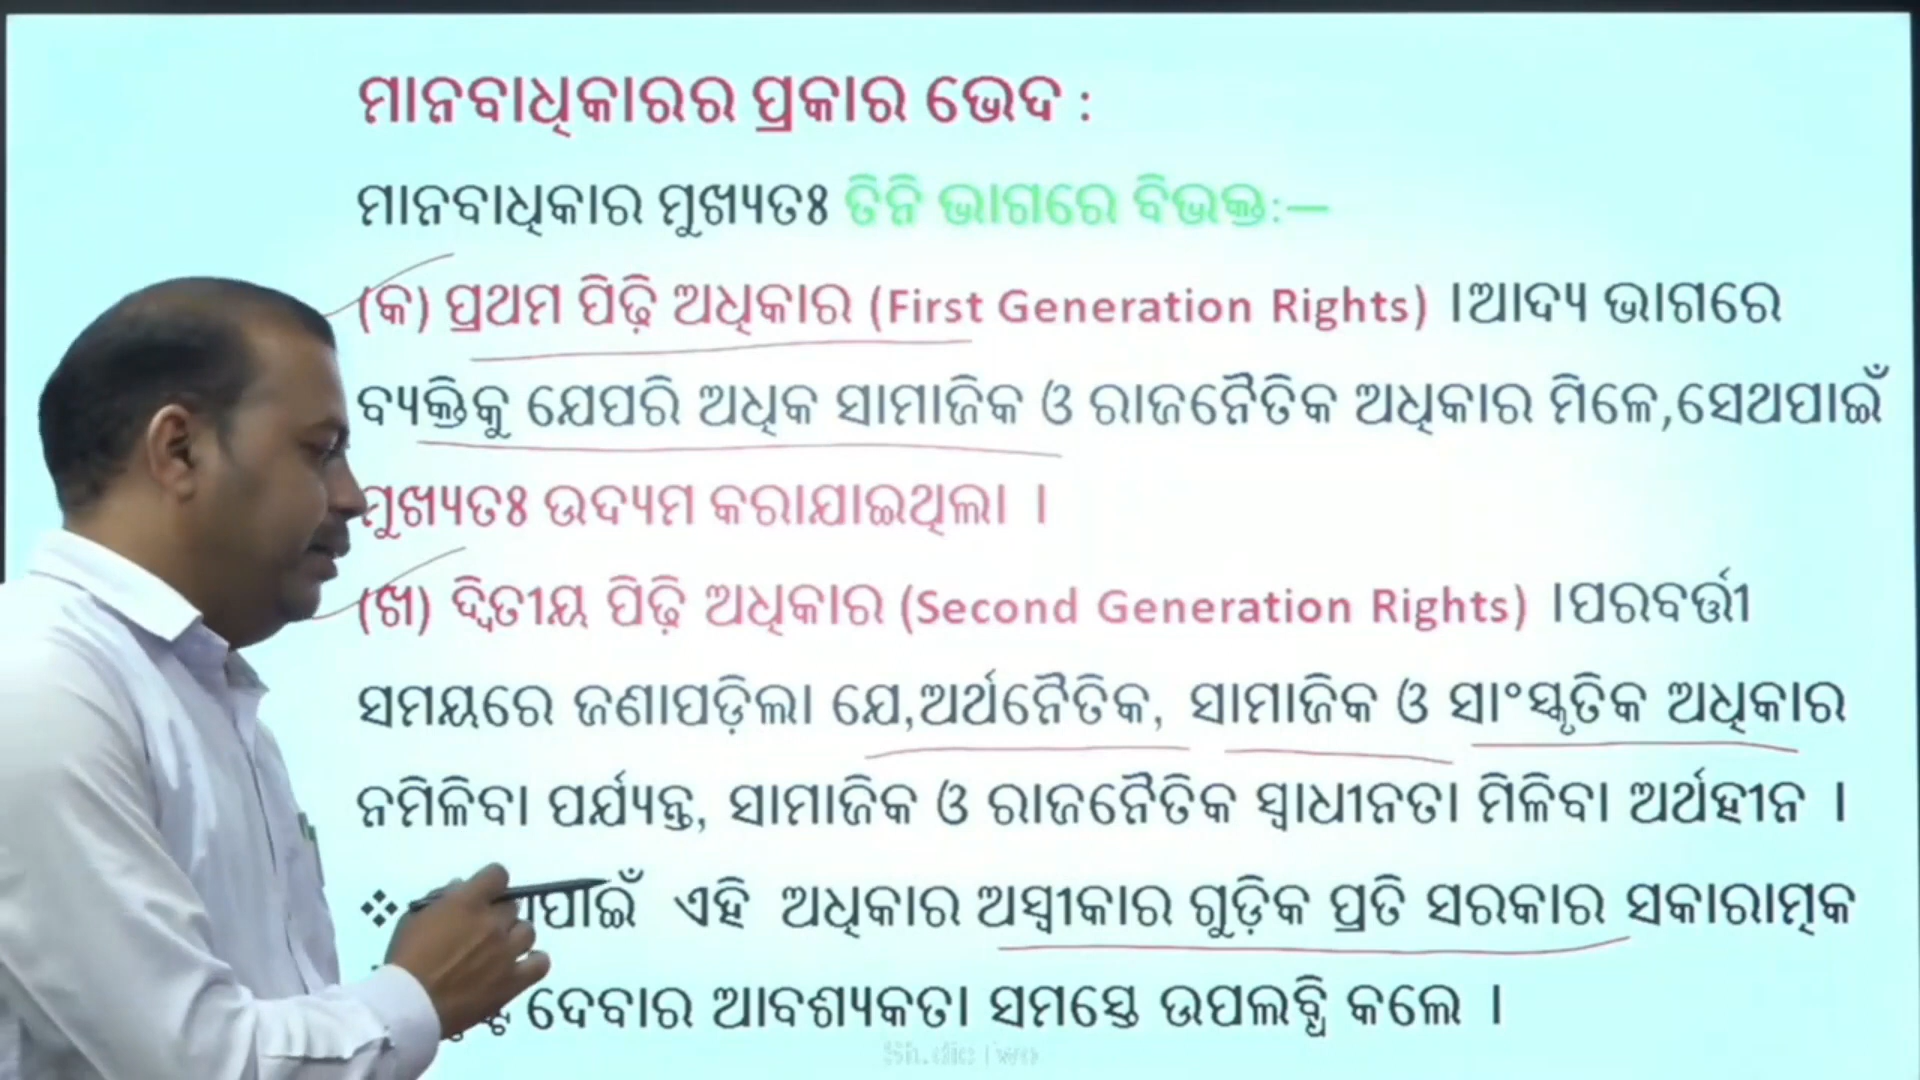 ମାନବାଧିକାରର ପ୍ରକାର ଭେଦ :
ମାନବାଧିକାର ମୁଖ୍ୟତଃ ତିନି ଭାଗରେ ବିଭକ୍ତ:—
(କ) ପ୍ରଥମ ପିଢ଼ି ଅଧିକାର (First Generation Rights) ।ଆଦ୍ୟ ଭାଗରେ
ବ୍ୟକ୍ତିକୁ ଯେପରି ଅଧିକ ସାମାଜିକ ଓ ରାଜନୈତିକ ଅଧିକାର ମିଳେ,ସେଥପାଇଁ
ମୁଖ୍ୟତଃ ଉଦ୍ୟମ କରାଯାଇଥିଲା ।
(ଖ) ଦ୍ୱିତୀୟ ପିଢ଼ି ଅଧିକାର (Second Generation Rights) ।ପରବର୍ତ୍ତୀ
ସମୟରେ ଜଣାପଡ଼ିଲା ଯେ,ଅର୍ଥନୈତିକ, ସାମାଜିକ ଓ ସାଂସ୍କୃତିକ ଅଧିକାର
ନମିଳିବା ପର୍ଯ୍ୟନ୍ତ, ସାମାଜିକ ଓ ରାଜନୈତିକ ସ୍ୱାଧୀନତା ମିଳିବା ଅର୍ଥହୀନ ।
❖ ଏହି ଅଧିକାର ଅସ୍ୱୀକାର ଗୁଡ଼ିକ ପ୍ରତି ସରକାର ସକାରାତ୍ମକ
ଦେବାର ଆବଶ୍ୟକତା ସମସ୍ତେ ଉପଲବ୍ଧି କଲେ ।